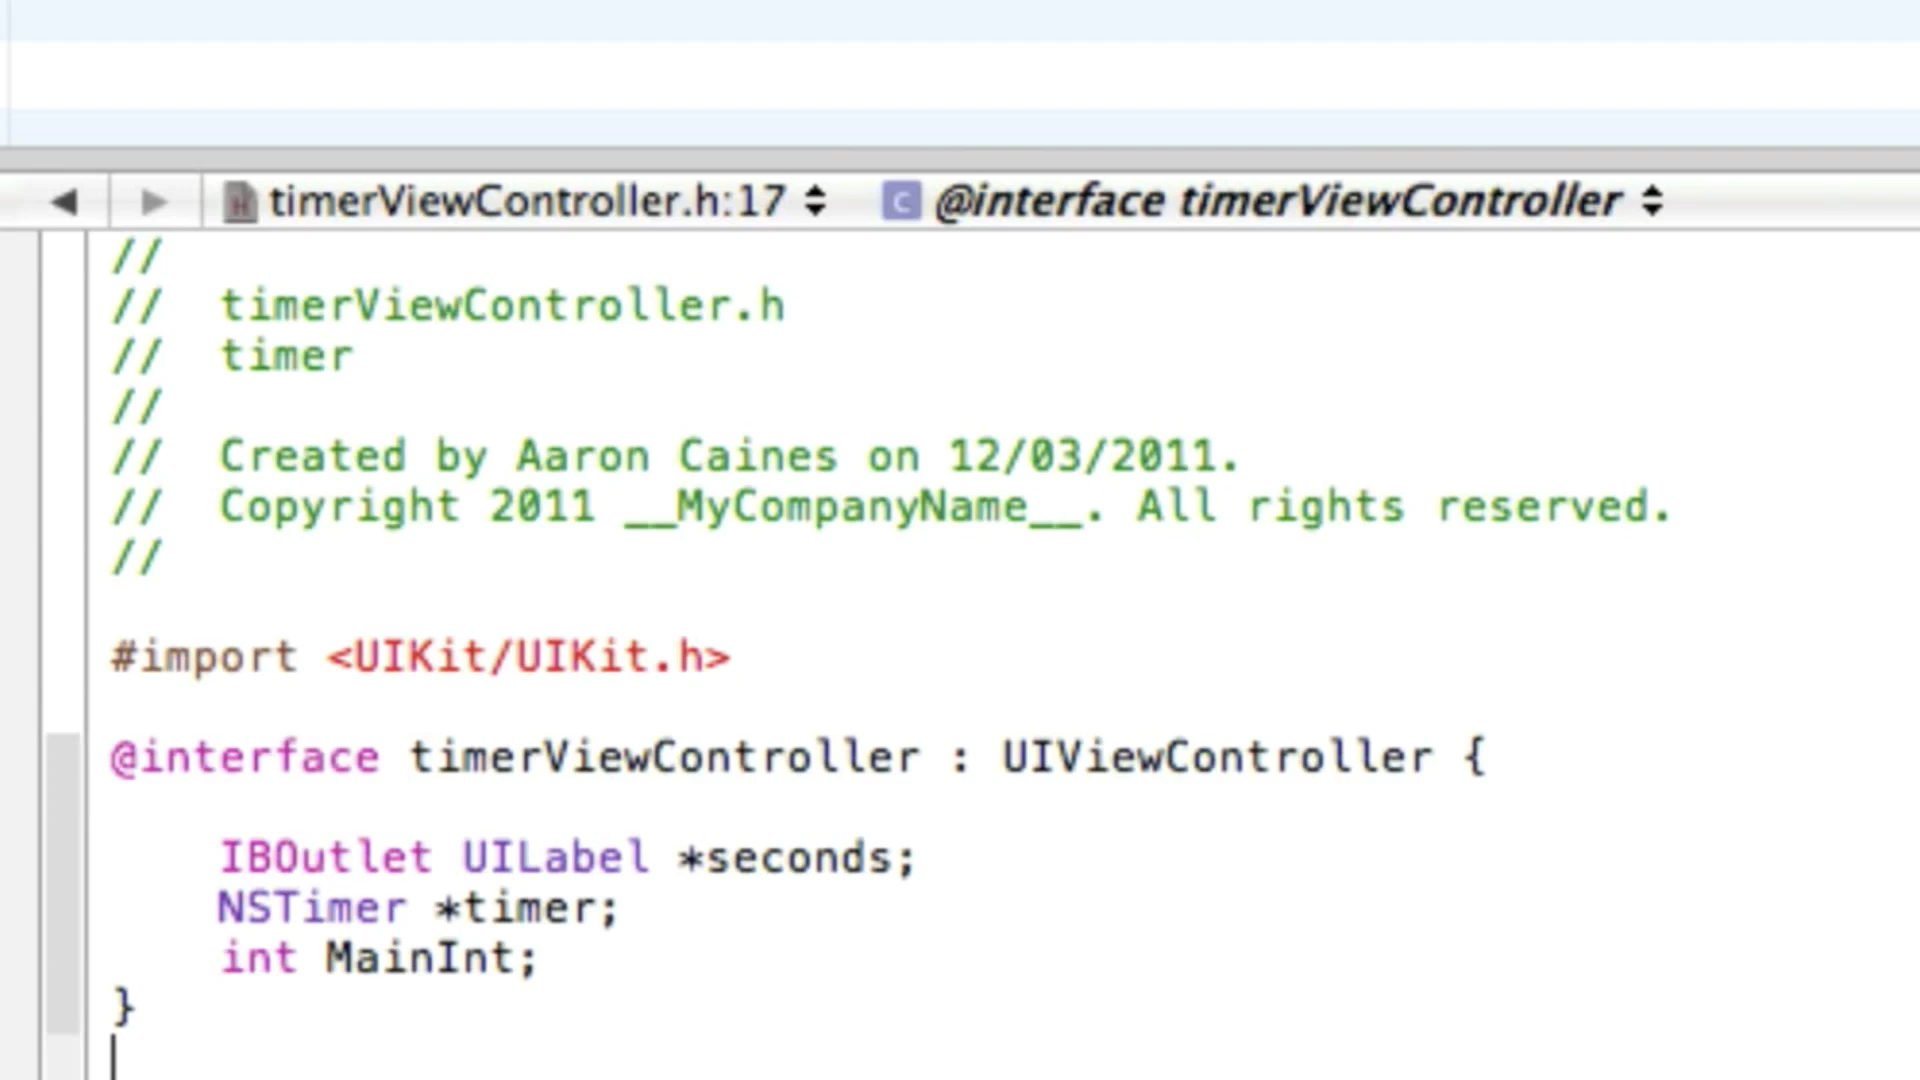 timerViewController.h:17 @interface timerViewController
//
// timerViewController.h
// timer
//
// Created by Aaron Caines on 12/03/2011.
// Copyright 2011 __MyCompanyName__. All rights reserved.
//
#import <UIKit/UIKit.h>
@interface timerViewController : UIViewController {
IBOutlet UILabel *seconds;
NSTimer *timer;
int MainInt;
}